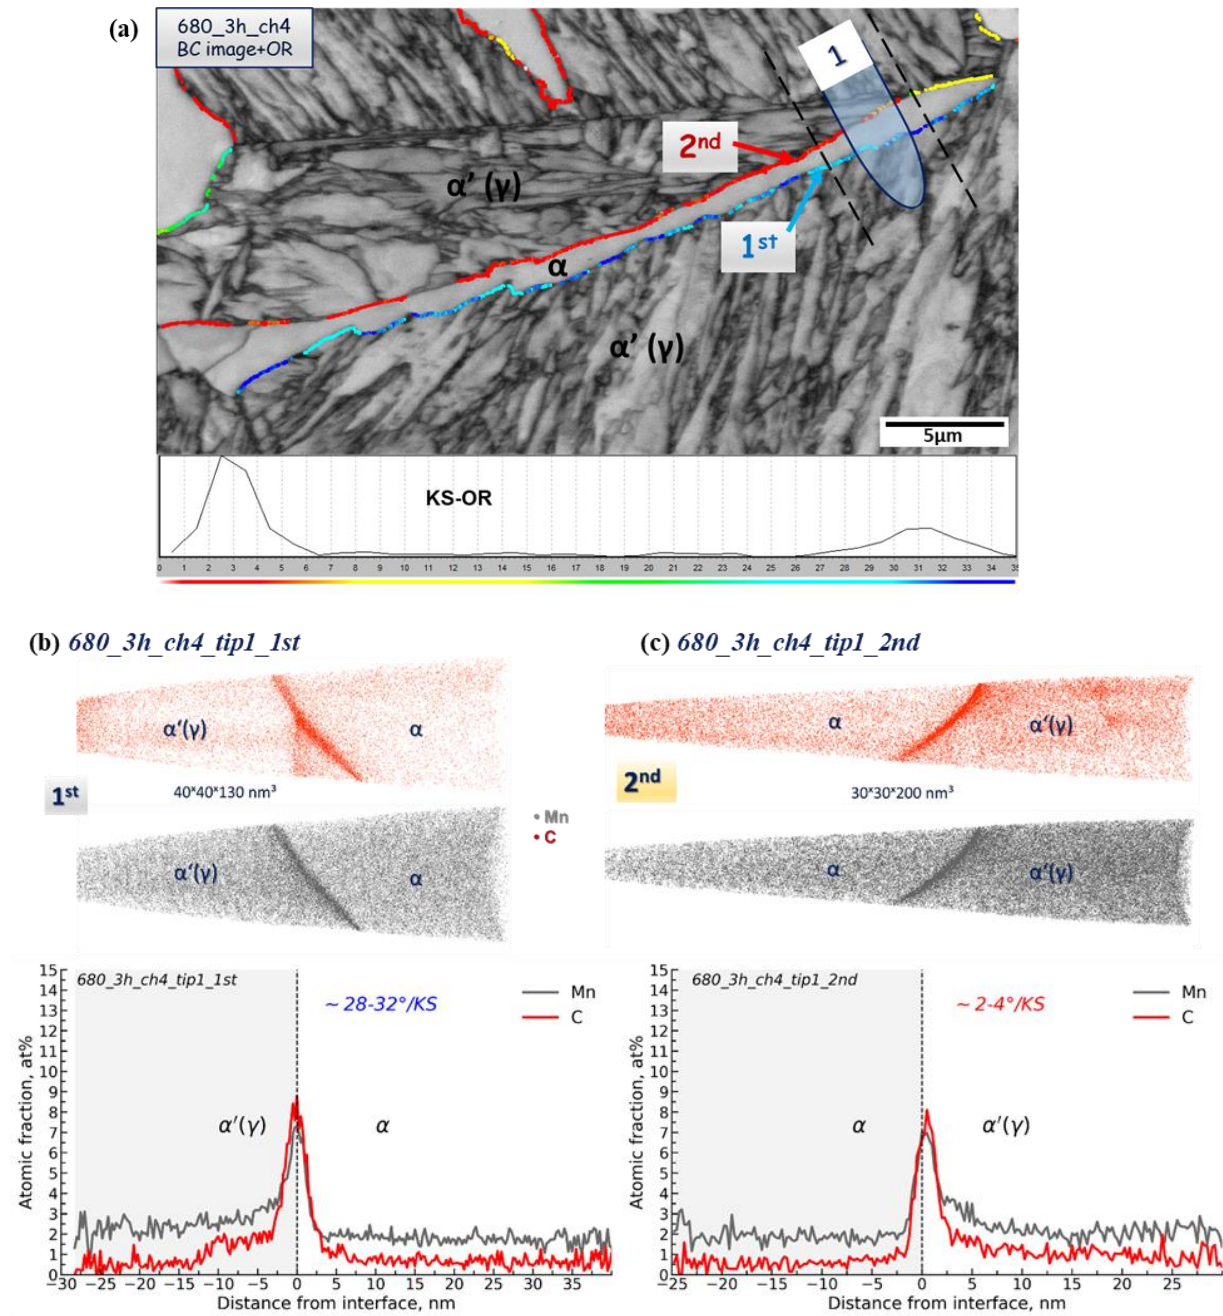 (a)
680_3h_ch4
BC image+OR
1
2nd
α' (γ)
1st
α
α' (γ)
5μm
KS-OR
0 1 2 3 4 5 6 7 8 9 10 11 12 13 14 15 16 17 18 19 20 21 22 23 24 25 26 27 28 29 30 31 32 33 34 35
(b) 680_3h_ch4_tip1_1st
(c) 680_3h_ch4_tip1_2nd
α'(γ)
α
α
α'(γ)
1st
40*40*130 nm³
2nd
30*30*200 nm³
• Mn
• C
α'(γ)
α
α
α'(γ)
680_3h_ch4_tip1_1st
~ 28-32°/KS
Mn
C
α'(γ)
α
Atomic fraction, at%
15
14
13
12
11
10
9
8
7
6
5
4
3
2
1
0
−30 −25 −20 −15 −10 −5 0 5 10 15 20 25 30 35
Distance from interface, nm
680_3h_ch4_tip1_2nd
~ 2-4°/KS
Mn
C
α
α'(γ)
Atomic fraction, at%
15
14
13
12
11
10
9
8
7
6
5
4
3
2
1
0
−25 −20 −15 −10 −5 0 5 10 15 20 25
Distance from interface, nm